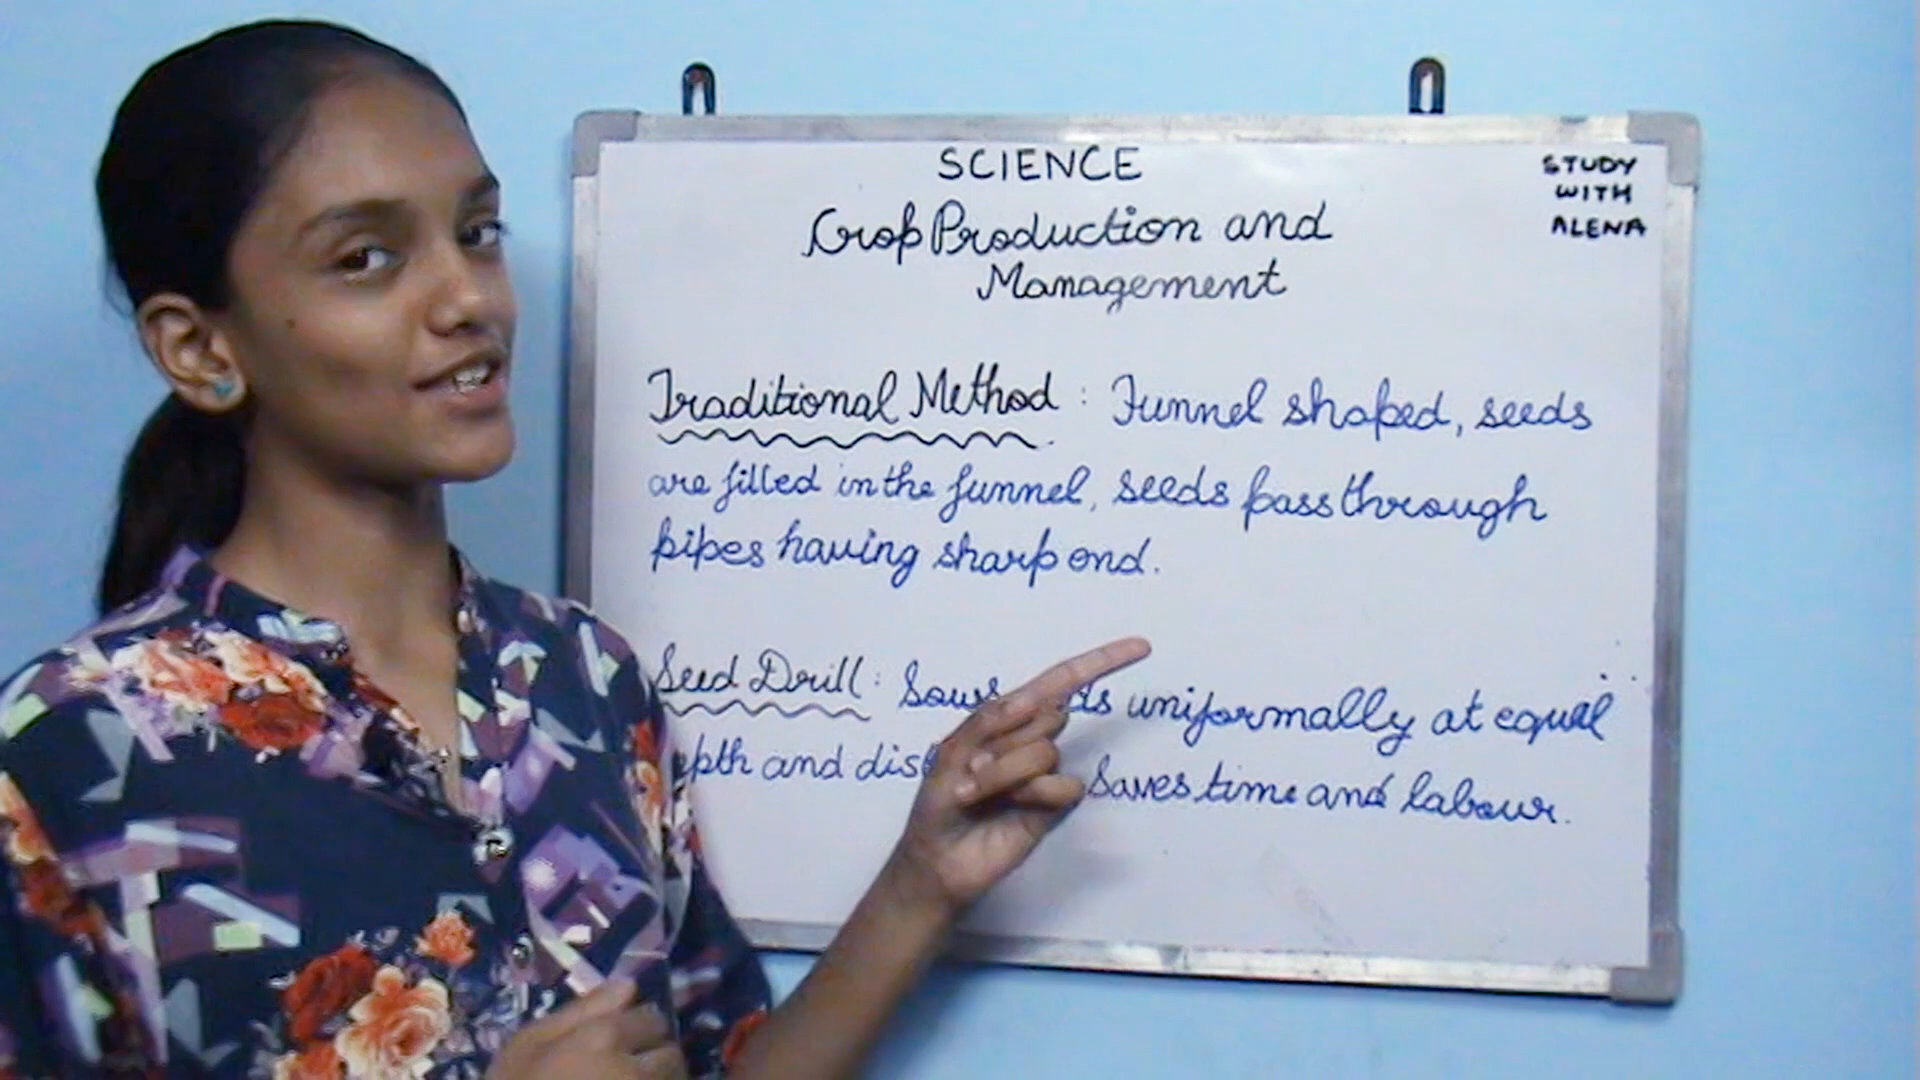 SCIENCE
Crop Production and
Management
STUDY
WITH
ALENA
Traditional Method : Funnel shaped, seeds
are filled in the funnel, seeds pass through
pipes having sharp end.
Seed Drill : Sows uniformally at equal
and Saves time and labour.